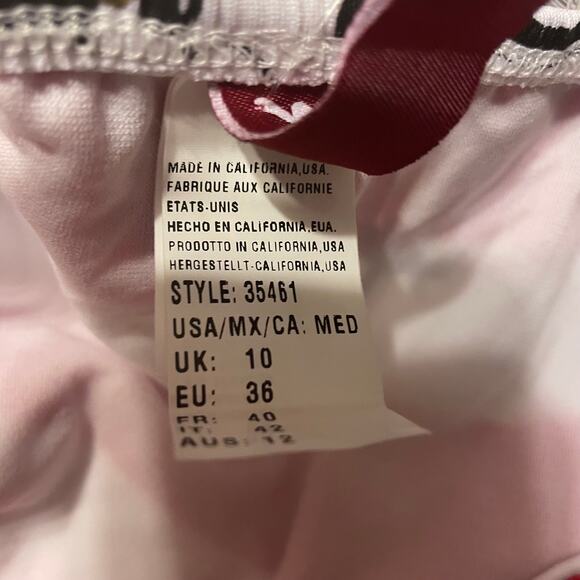 MADE IN CALIFORNIA,USA.
FABRIQUE AUX CALIFORNIE
ETATS-UNIS
HECHO EN CALIFORNIA,EUA.
PRODOTTO IN CALIFORNIA,USA
HERGESTELLT-CALIFORNIA,USA
STYLE: 35461
USA/MX/CA: MED
UK: 10
EU: 36
FR: 40
IT: 42
AUS: 12